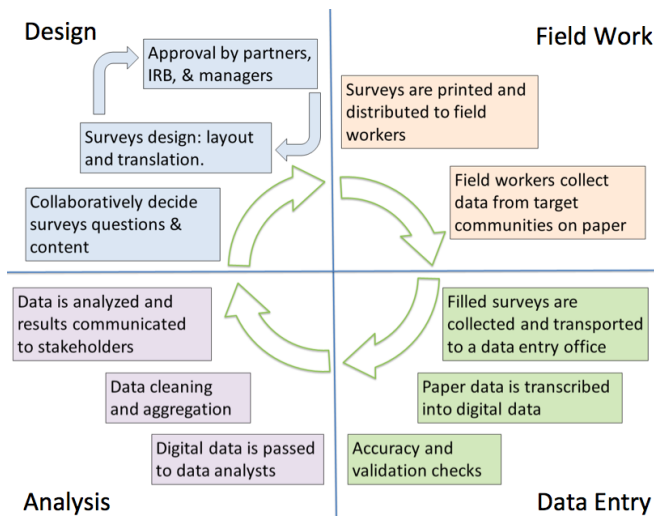 Design
Approval by partners,
IRB, & managers
Surveys design: layout
and translation.
Collaboratively decide
surveys questions &
content
Field Work
Surveys are printed and
distributed to field
workers
Field workers collect
data from target
communities on paper
Filled surveys are
collected and transported
to a data entry office
Paper data is transcribed
into digital data
Accuracy and
validation checks
Data Entry
Data is analyzed and
results communicated
to stakeholders
Data cleaning
and aggregation
Digital data is passed
to data analysts
Analysis